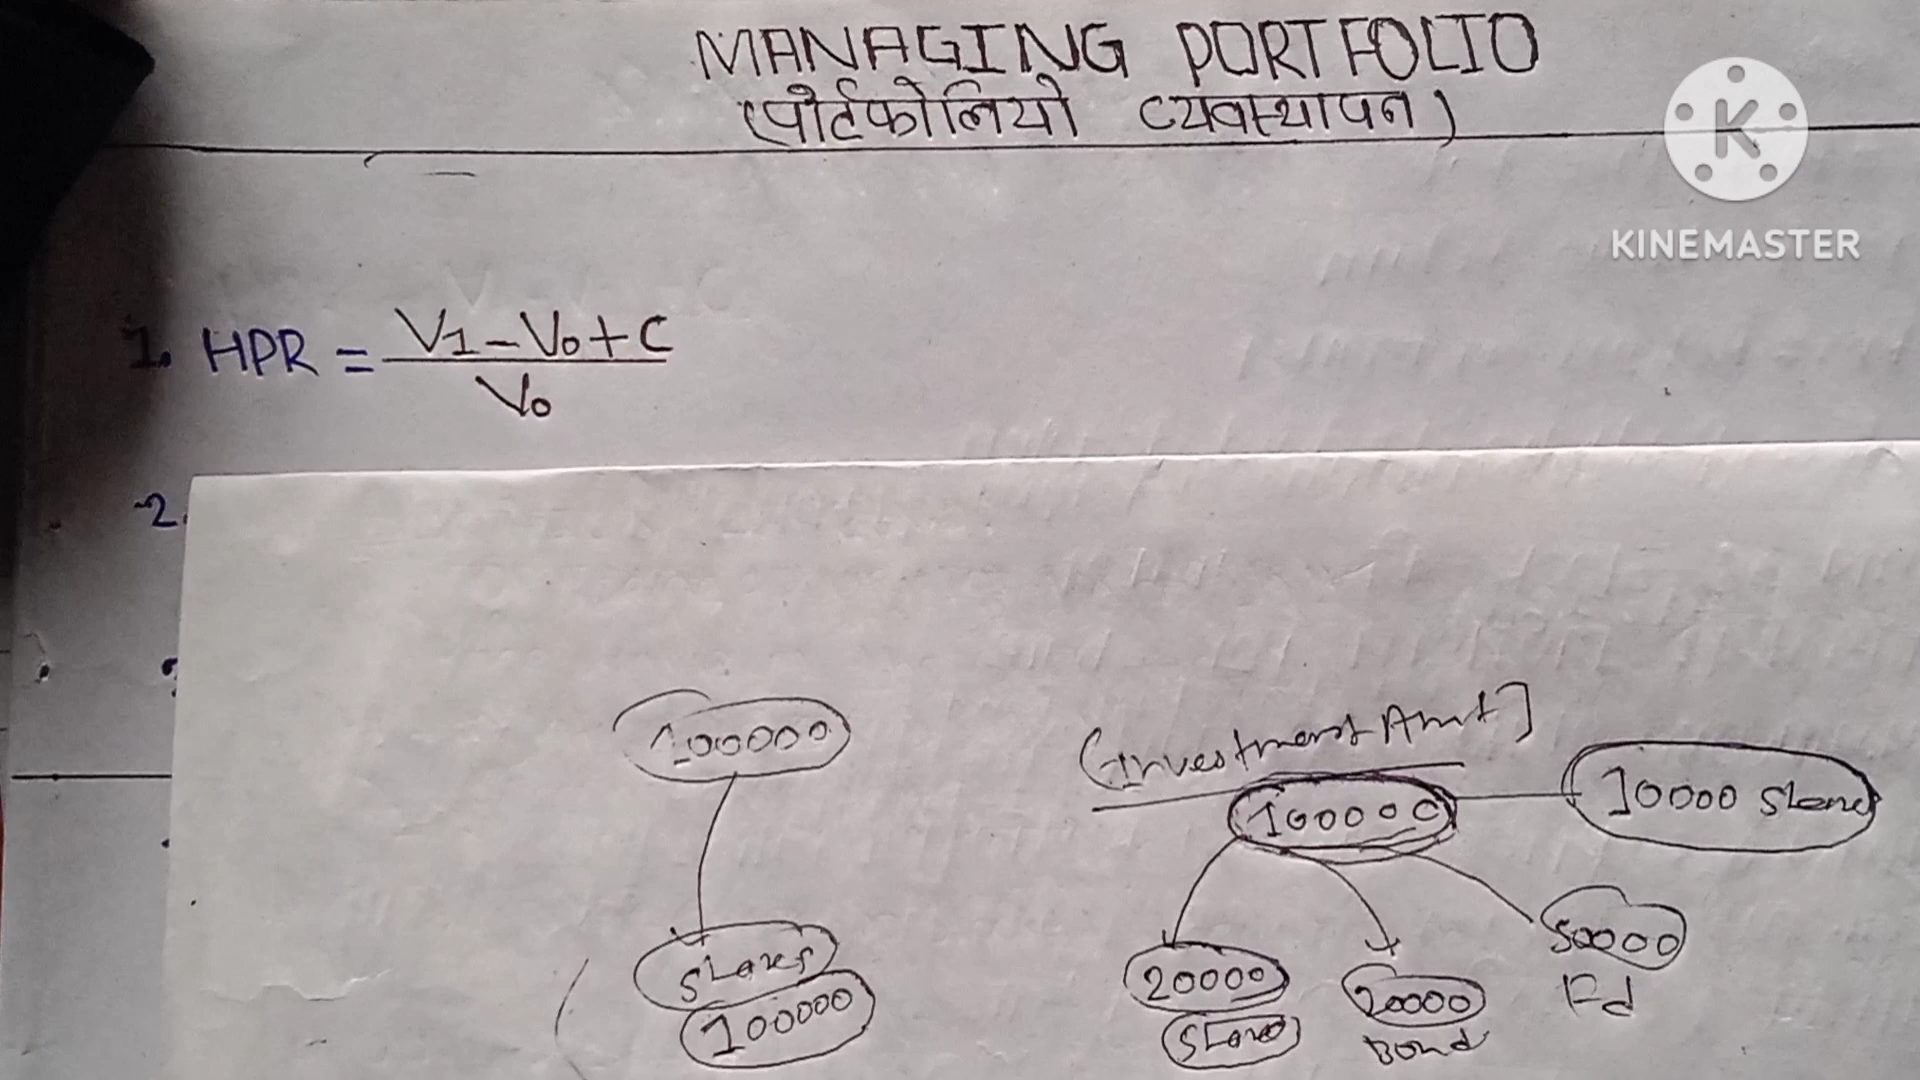 MANAGING PORTFOLIO
(पोर्टफोलियो व्यवस्थापन)
K
KINEMASTER
1. HPR = V1 - V0 + C
V0
2.
100000
shares
100000
(Investment Amt]
100000
10000 share
20000
share
20000
Bond
50000
Fd